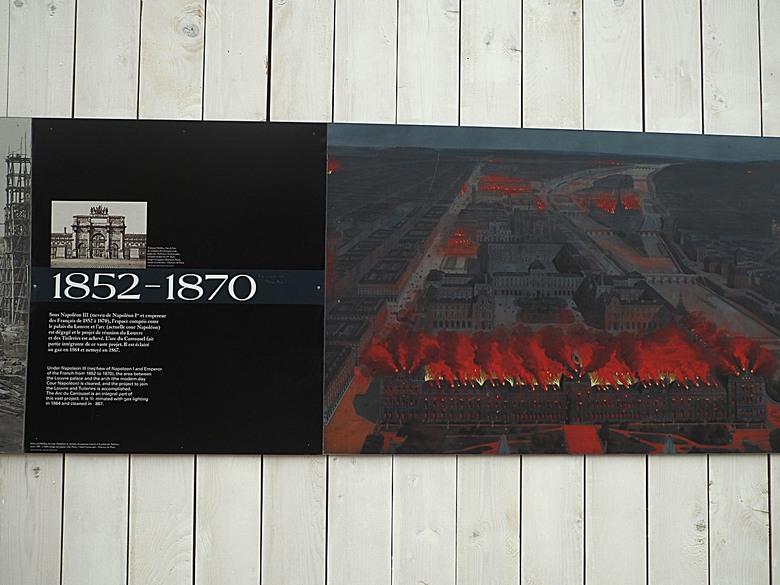 1852–1870
Sous Napoléon III (neveu de Napoléon Iᵉʳ et empereur
des Français de 1852 à 1870), l'espace compris entre
le palais du Louvre et l'arc (actuelle cour Napoléon)
est dégagé et le projet de réunion du Louvre
et des Tuileries est achevé. L'arc du Carrousel fait
partie intégrante de ce vaste projet. Il est éclairé
au gaz en 1864 et nettoyé en 1867.
Under Napoleon III (nephew of Napoleon I and Emperor
of the French from 1852 to 1870), the area between
the Louvre palace and the arch (the modern-day
Cour Napoléon) is cleared, and the project to join
the Louvre and Tuileries is accomplished.
The Arc du Carrousel is an integral part of
this vast project. It is minated with gas lighting
in 1864 and cleaned in 867.